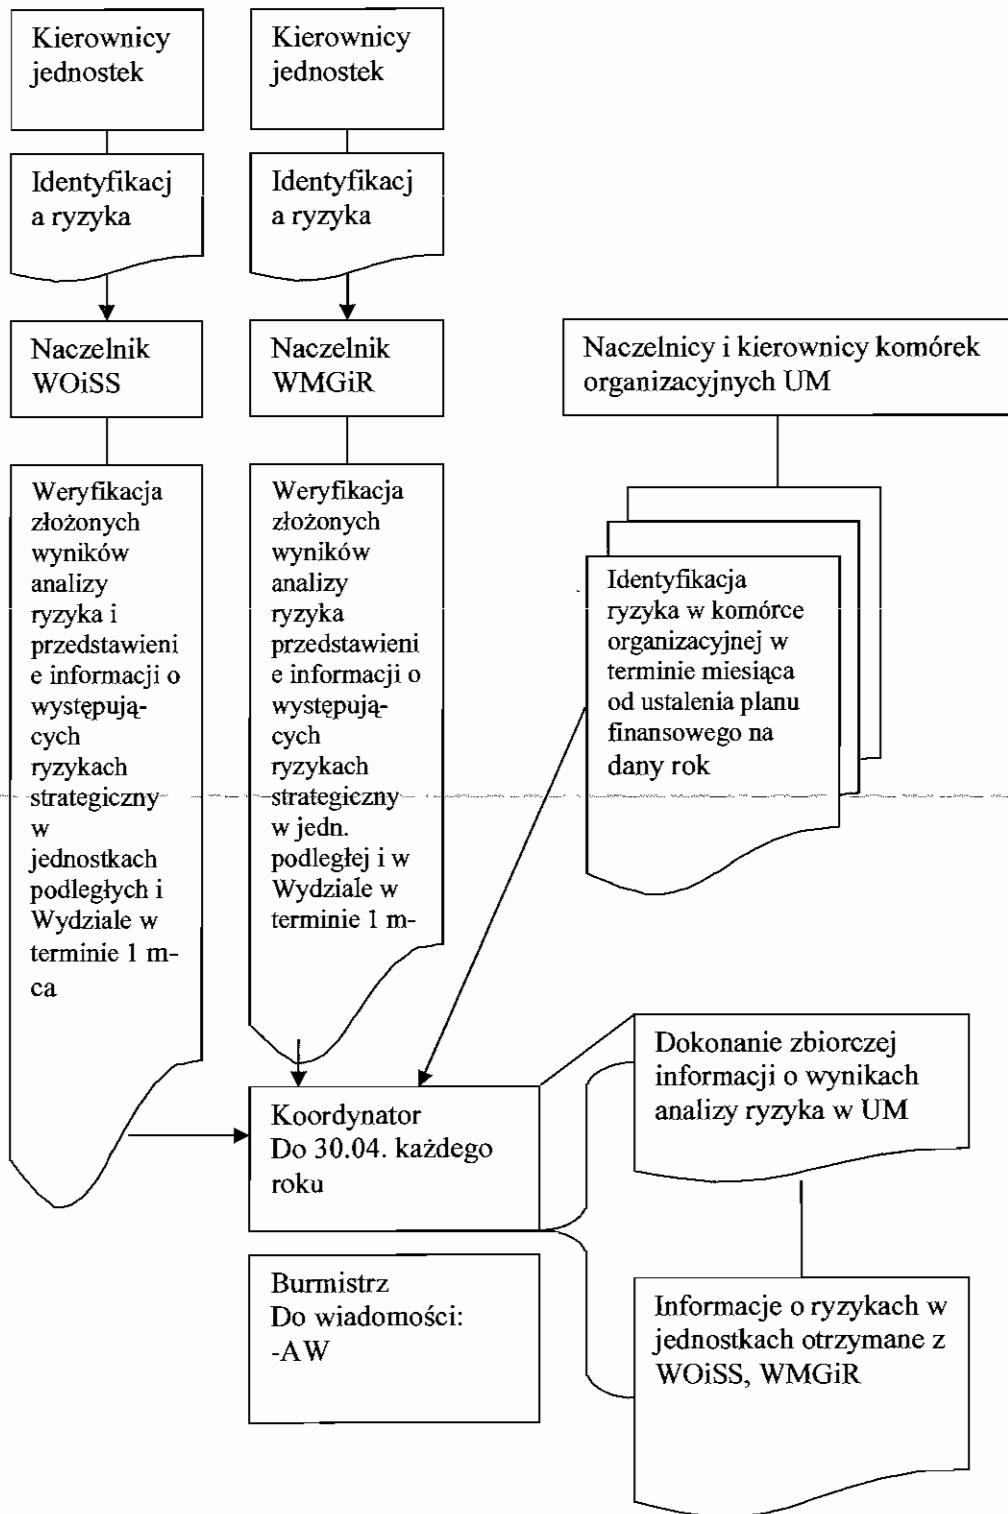 Kierownicy
jednostek
Kierownicy
jednostek
Identyfikacj
a ryzyka
Identyfikacj
a ryzyka
Naczelnik
WOiSS
Naczelnik
WMGiR
Naczelnicy i kierownicy komórek
organizacyjnych UM
Weryfikacja
złożonych
wyników
analizy
ryzyka i
przedstawieni
e informacji o
występują-
cych
ryzykach
strategiczny
w
jednostkach
podległych i
Wydziale w
terminie 1 m-
ca
Weryfikacja
złożonych
wyników
analizy
ryzyka
przedstawieni
e informacji o
występują-
cych
ryzykach
strategiczny
w jedn.
podległej i w
Wydziale w
terminie 1 m-
Identyfikacja
ryzyka w komórce
organizacyjnej w
terminie miesiąca
od ustalenia planu
finansowego na
dany rok
Koordynator
Do 30.04. każdego
roku
Dokonanie zbiorczej
informacji o wynikach
analizy ryzyka w UM
Burmistrz
Do wiadomości:
-AW
Informacje o ryzykach w
jednostkach otrzymane z
WOiSS, WMGiR